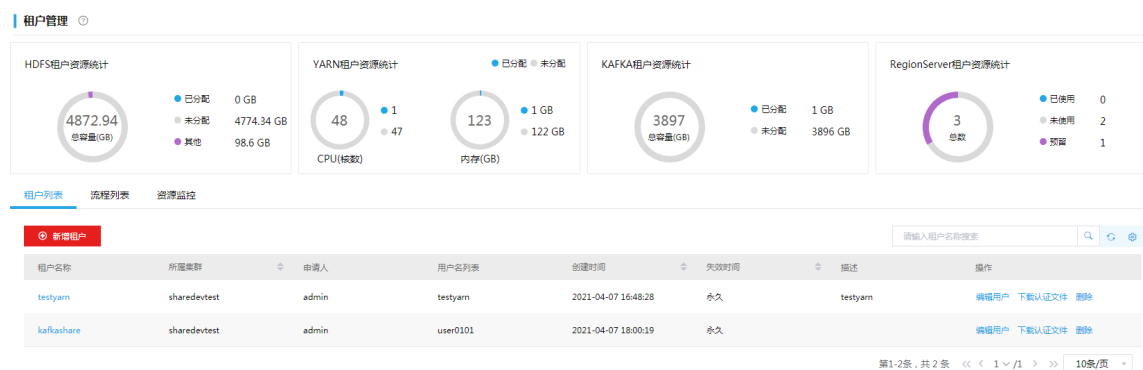 租户管理
HDFS租户资源统计
4872.94
总容量(GB)
已分配 0 GB
未分配 4774.34 GB
其他 98.6 GB
YARN租户资源统计 已分配 未分配
48
1
47
CPU(核数)
123
1 GB
122 GB
内存(GB)
KAFKA租户资源统计
3897
总容量(GB)
已分配 1 GB
未分配 3896 GB
RegionServer租户资源统计
3
总数
已使用 0
未使用 2
预留 1
租户列表 流程列表 资源监控
新增租户 请输入租户名称搜索
租户名称 所属集群 申请人 用户名列表 创建时间 失效时间 描述 操作
testyarn sharedevtest admin testyarn 2021-04-07 16:48:28 永久 testyarn 编辑用户 下载认证文件 删除
kafkashare sharedevtest admin user0101 2021-04-07 18:00:19 永久 编辑用户 下载认证文件 删除
第1-2条，共 2 条 1 /1 10条/页